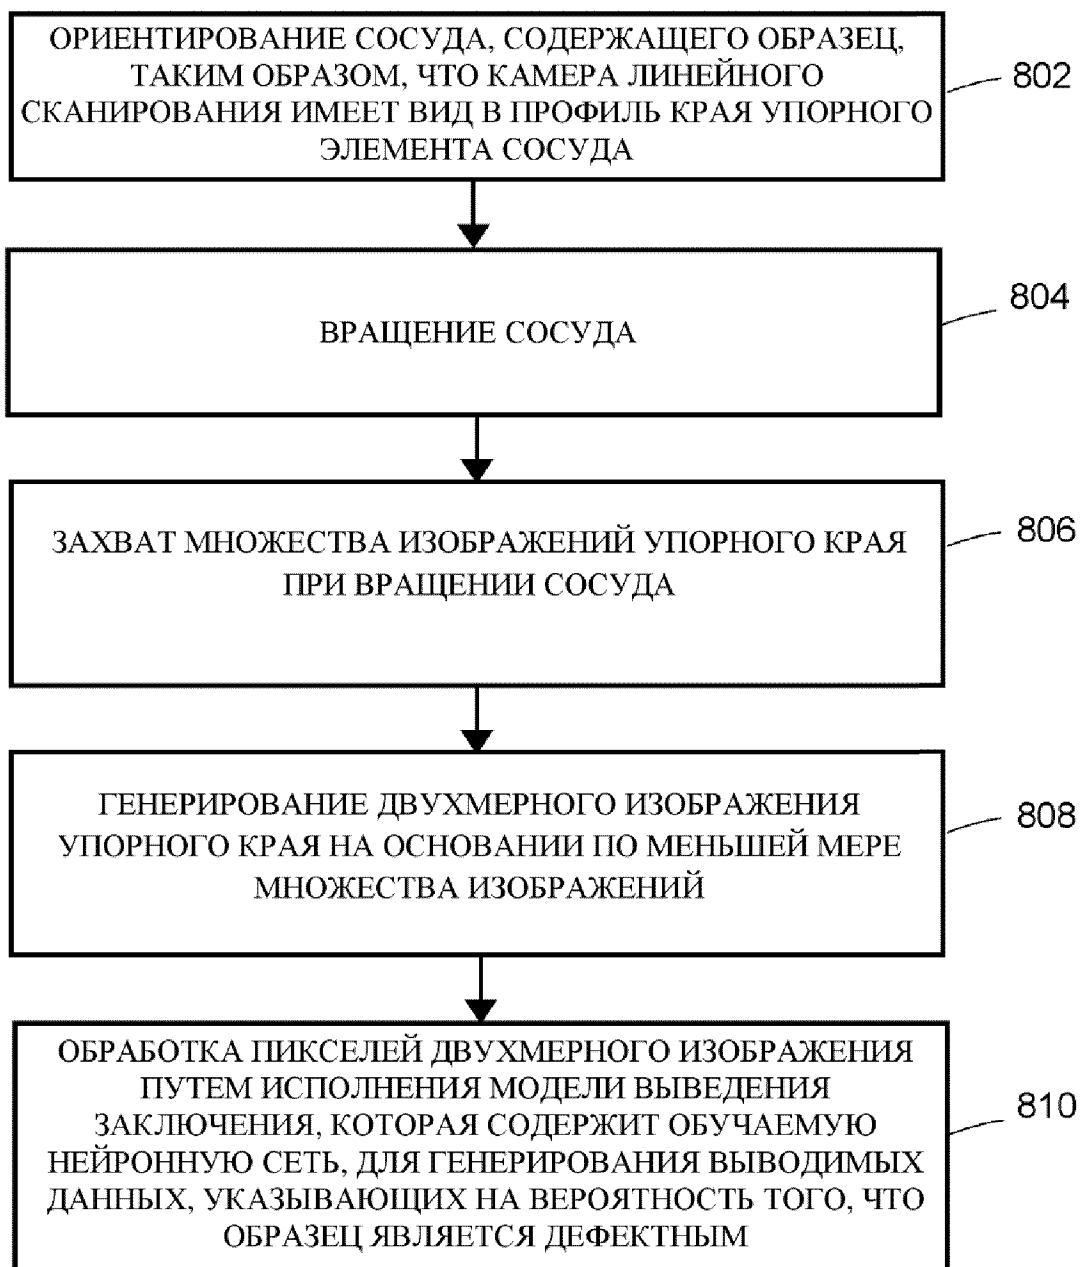 ОРИЕНТИРОВАНИЕ СОСУДА, СОДЕРЖАЩЕГО ОБРАЗЕЦ,
ТАКИМ ОБРАЗОМ, ЧТО КАМЕРА ЛИНЕЙНОГО
СКАНИРОВАНИЯ ИМЕЕТ ВИД В ПРОФИЛЬ КРАЯ УПОРНОГО
ЭЛЕМЕНТА СОСУДА
802
ВРАЩЕНИЕ СОСУДА
804
ЗАХВАТ МНОЖЕСТВА ИЗОБРАЖЕНИЙ УПОРНОГО КРАЯ
ПРИ ВРАЩЕНИИ СОСУДА
806
ГЕНЕРИРОВАНИЕ ДВУХМЕРНОГО ИЗОБРАЖЕНИЯ
УПОРНОГО КРАЯ НА ОСНОВАНИИ ПО МЕНЬШЕЙ МЕРЕ
МНОЖЕСТВА ИЗОБРАЖЕНИЙ
808
ОБРАБОТКА ПИКСЕЛЕЙ ДВУХМЕРНОГО ИЗОБРАЖЕНИЯ
ПУТЕМ ИСПОЛНЕНИЯ МОДЕЛИ ВЫВЕДЕНИЯ
ЗАКЛЮЧЕНИЯ, КОТОРАЯ СОДЕРЖИТ ОБУЧАЕМУЮ
НЕЙРОННУЮ СЕТЬ, ДЛЯ ГЕНЕРИРОВАНИЯ ВЫВОДИМЫХ
ДАННЫХ, УКАЗЫВАЮЩИХ НА ВЕРОЯТНОСТЬ ТОГО, ЧТО
ОБРАЗЕЦ ЯВЛЯЕТСЯ ДЕФЕКТНЫМ
810